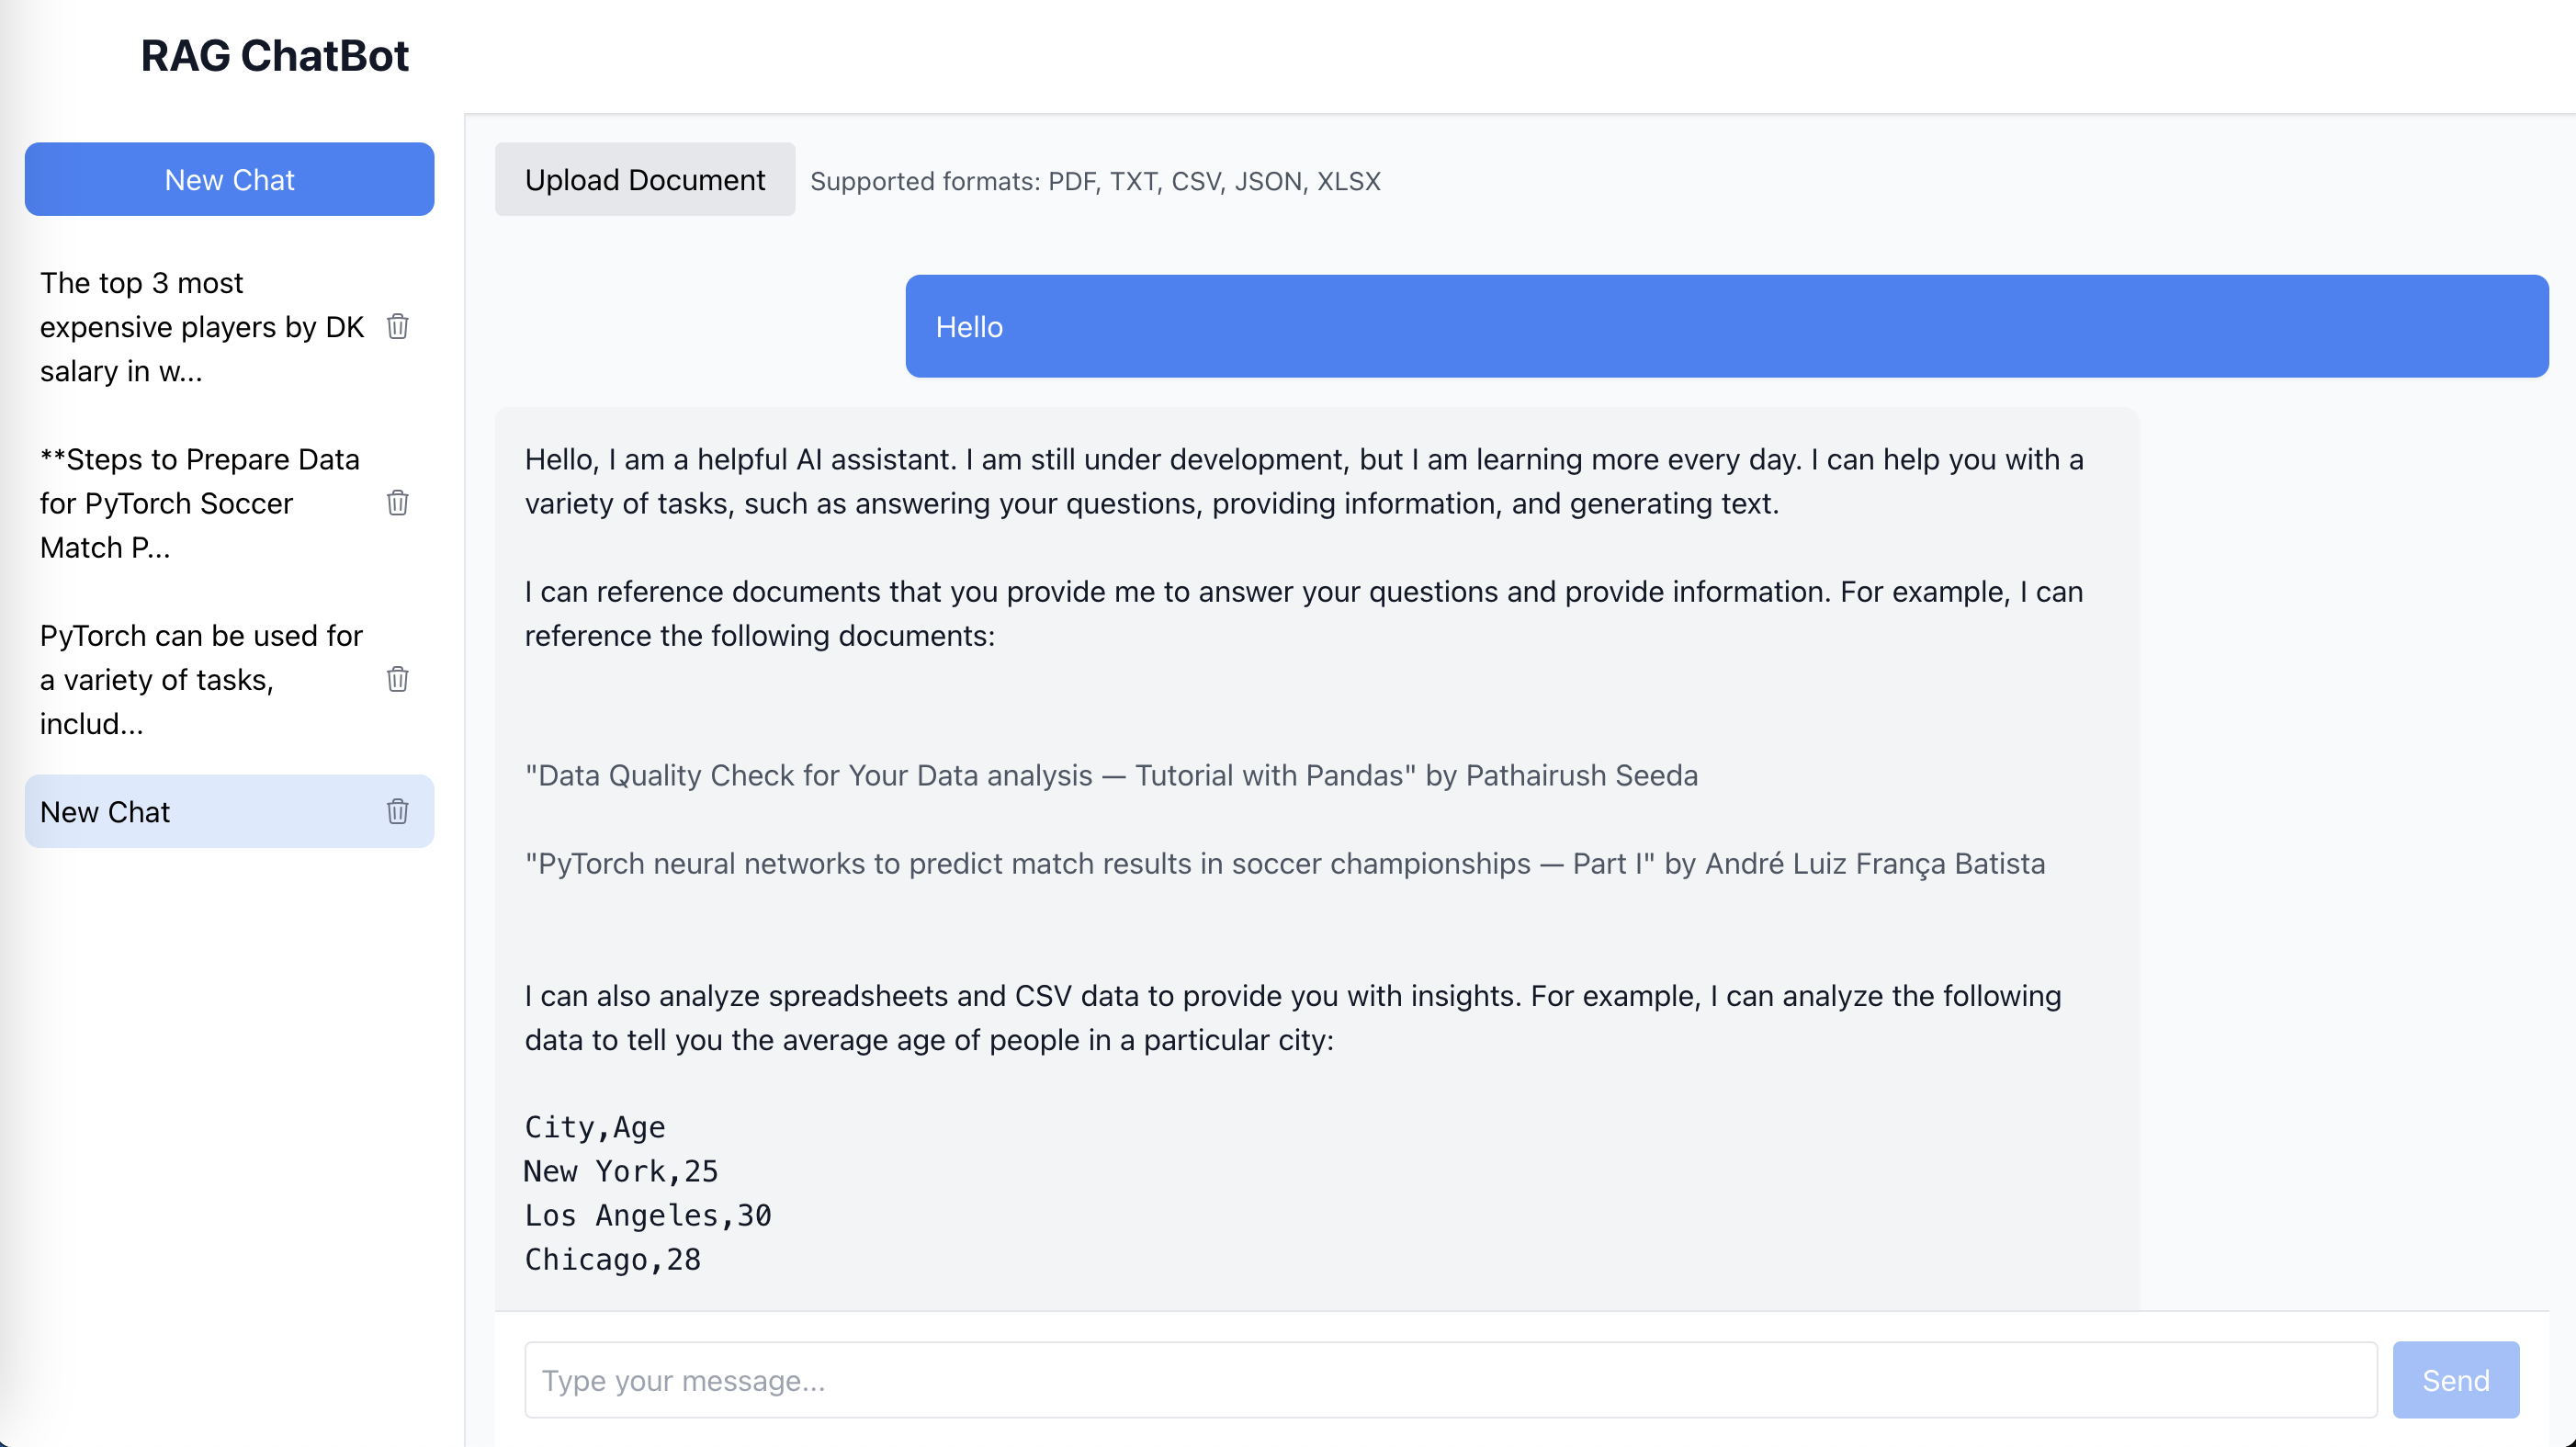 RAG ChatBot
New Chat
The top 3 most
expensive players by DK
salary in w...
**Steps to Prepare Data
for PyTorch Soccer
Match P...
PyTorch can be used for
a variety of tasks,
includ...
New Chat
Upload Document
Supported formats: PDF, TXT, CSV, JSON, XLSX
Hello
Hello, I am a helpful AI assistant. I am still under development, but I am learning more every day. I can help you with a
variety of tasks, such as answering your questions, providing information, and generating text.
I can reference documents that you provide me to answer your questions and provide information. For example, I can
reference the following documents:
"Data Quality Check for Your Data analysis — Tutorial with Pandas" by Pathairush Seeda
"PyTorch neural networks to predict match results in soccer championships — Part I" by André Luiz França Batista
I can also analyze spreadsheets and CSV data to provide you with insights. For example, I can analyze the following
data to tell you the average age of people in a particular city:
City,Age
New York,25
Los Angeles,30
Chicago,28
Type your message...
Send